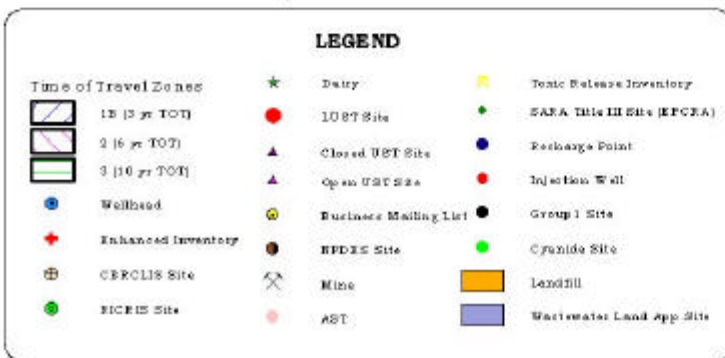 LEGEND
Time of Travel Zones
1B (3 yr TOT)
2 (6 yr TOT)
3 (10 yr TOT)
Wellhead
Enhanced Inventory
CERCLIS Site
RICRIS Site
Dairy
LUST Site
Closed UST Site
Open UST Site
Business Mailing List
NPDES Site
Mine
AST
Toxic Release Inventory
SARA Title III Site (EPCRA)
Recharge Point
Injection Well
Group 1 Site
Cyanide Site
Landfill
Wastewater Land App Site